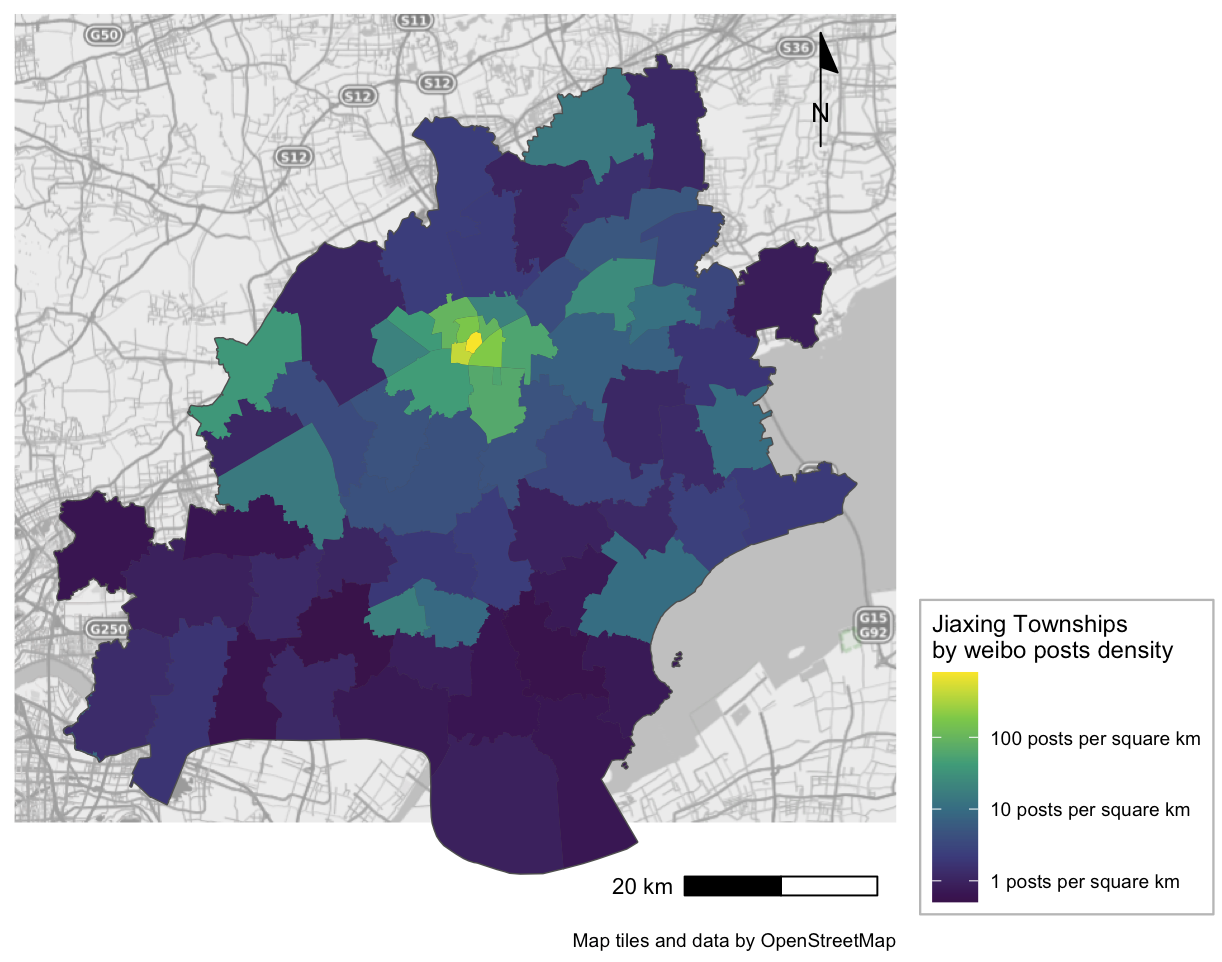 G50
S11
S36
S12
S12
S12
N
G250
G15
G92
Jiaxing Townships
by weibo posts density
100 posts per square km
10 posts per square km
1 posts per square km
20 km
Map tiles and data by OpenStreetMap